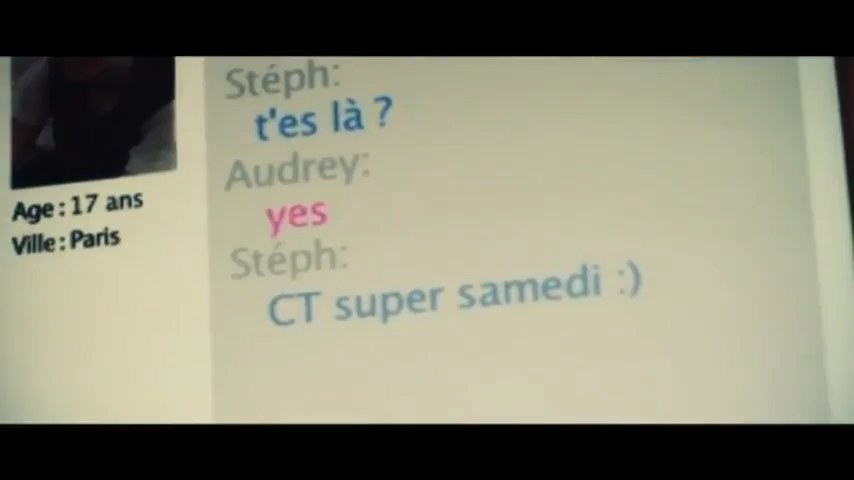 Stéph:
t'es là ?
Audrey:
yes
Stéph:
CT super samedi :)
Age : 17 ans
Ville : Paris